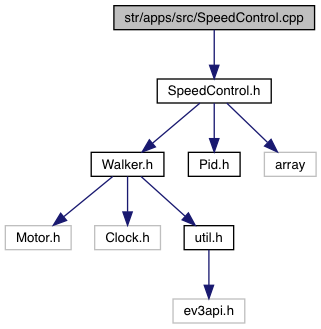 str/apps/src/SpeedControl.cpp
SpeedControl.h
Walker.h
Pid.h
array
Motor.h
Clock.h
util.h
ev3api.h